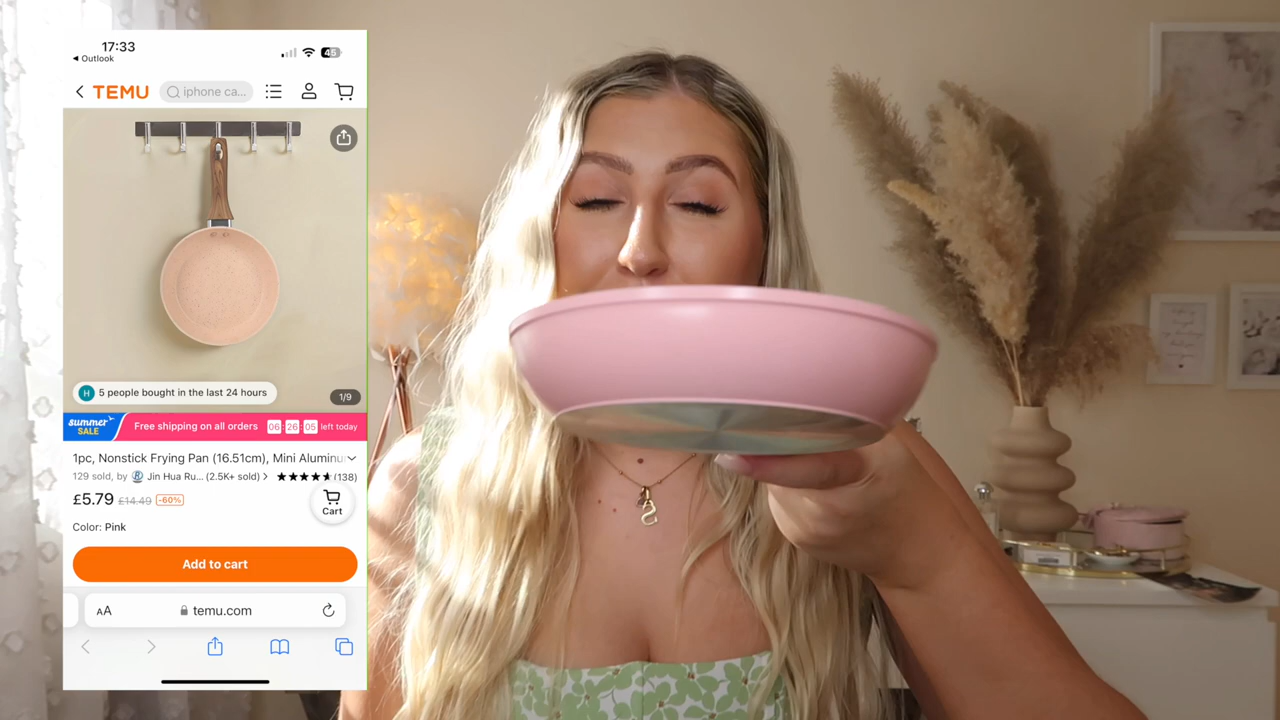 17:33
45
◀ Outlook
TEMU
iphone ca...
H 5 people bought in the last 24 hours
1/9
summer
SALE
Free shipping on all orders 06:26:05 left today
1pc, Nonstick Frying Pan (16.51cm), Mini Aluminu
129 sold, by Jin Hua Ru... (2.5K+ sold) > ★★★★★ (138)
£5.79 £14.49 -60%
Cart
Color: Pink
Add to cart
AA temu.com